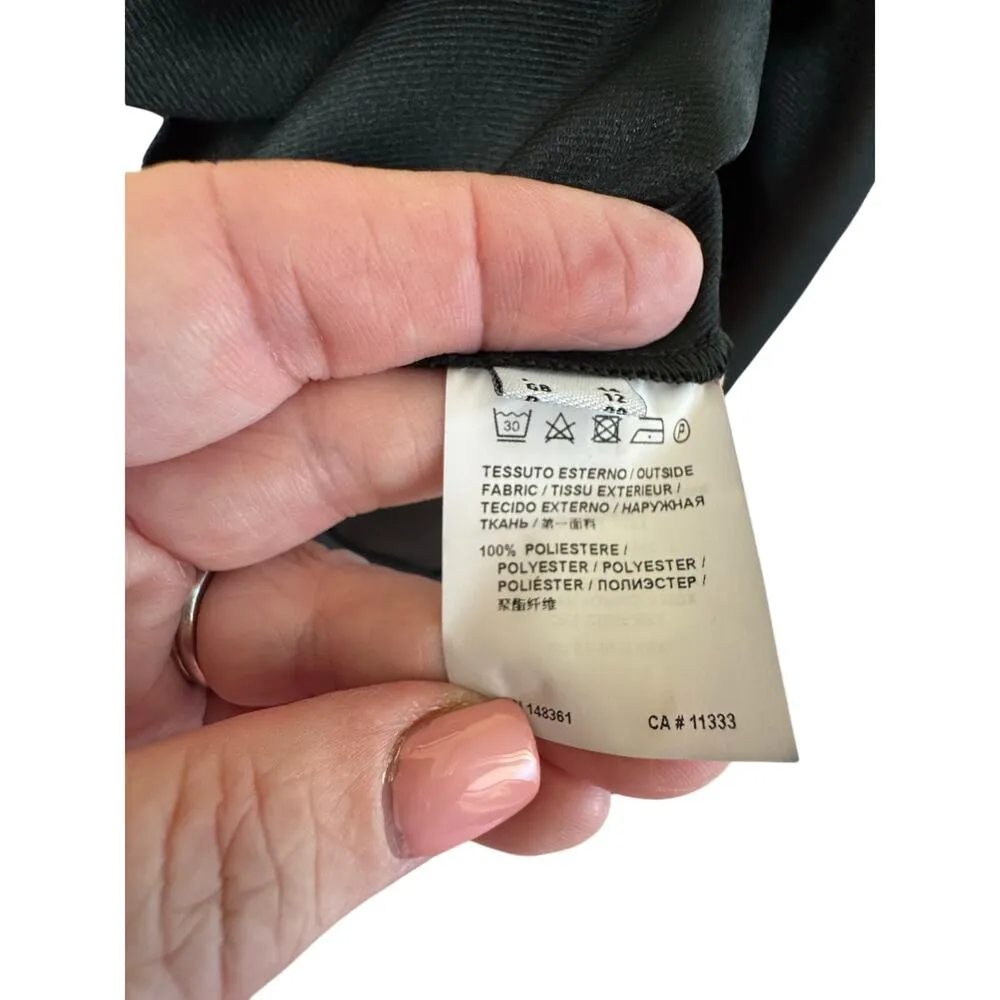 GB 12
30
P
TESSUTO ESTERNO / OUTSIDE
FABRIC / TISSU EXTERIEUR /
TECIDO EXTERNO / НАРУЖНАЯ
ТКАНЬ / 第一面料
100% POLIESTERE /
POLYESTER / POLYESTER /
POLIÉSTER / ПОЛИЭСТЕР /
聚酯纤维
148361 CA # 11333